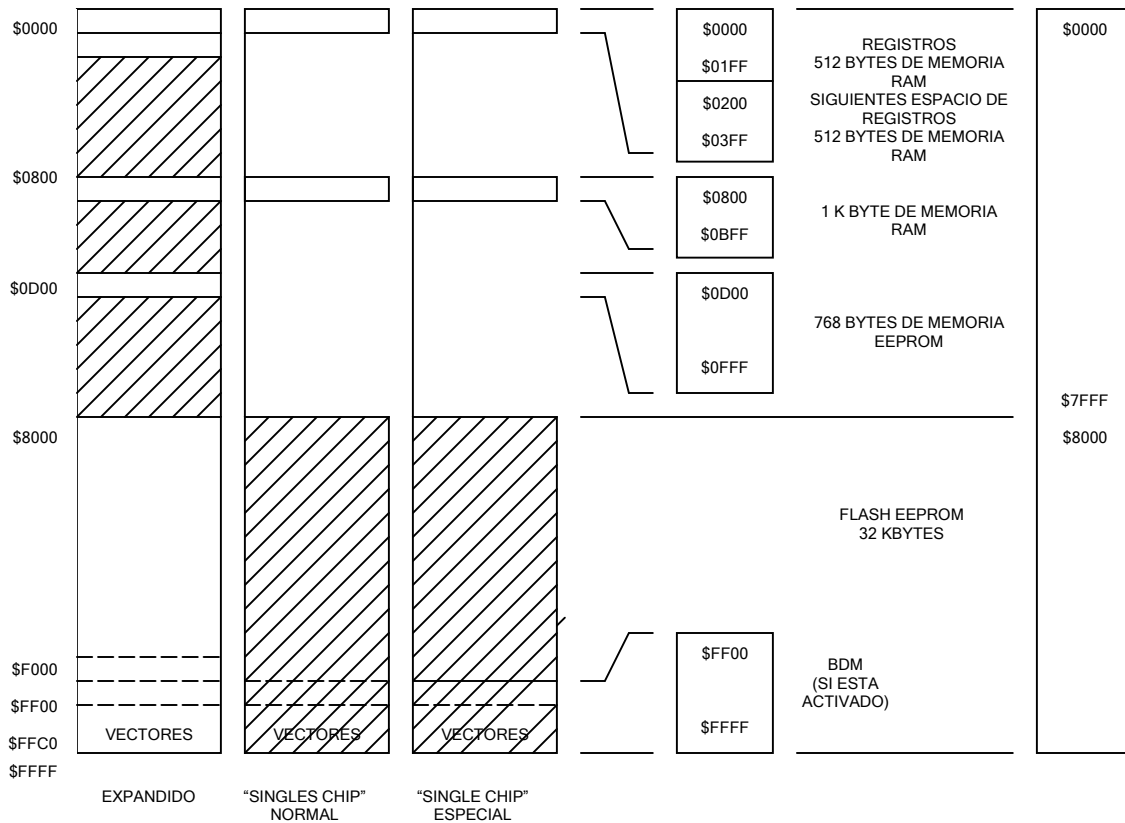 $0000
$0800
$0D00
$8000
$F000
$FF00
$FFC0
$FFFF
VECTORES
VECTORES
VECTORES
EXPANDIDO
“SINGLES CHIP”
NORMAL
“SINGLE CHIP”
ESPECIAL
$0000
$01FF
$0200
$03FF
$0800
$0BFF
$0D00
$0FFF
$FF00
$FFFF
REGISTROS
512 BYTES DE MEMORIA
RAM
SIGUIENTES ESPACIO DE
REGISTROS
512 BYTES DE MEMORIA
RAM
1 K BYTE DE MEMORIA
RAM
768 BYTES DE MEMORIA
EEPROM
FLASH EEPROM
32 KBYTES
BDM
(SI ESTA
ACTIVADO)
$0000
$7FFF
$8000